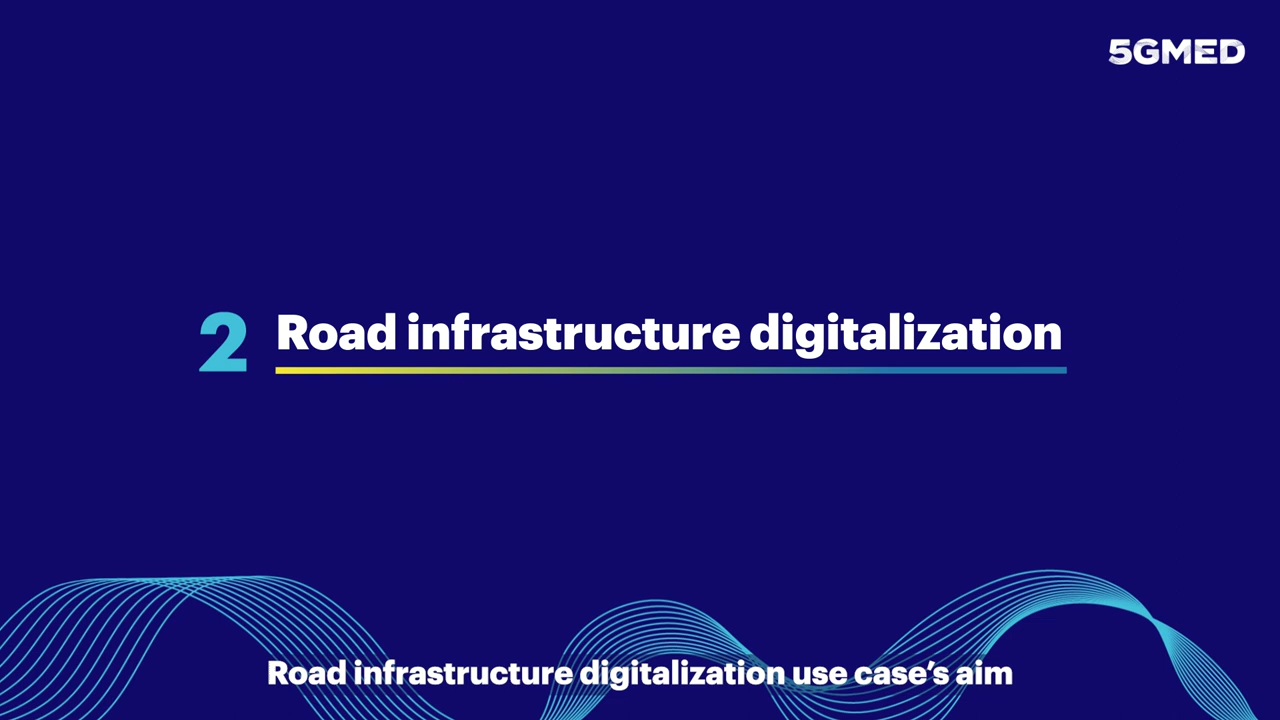 5GMED
2 Road infrastructure digitalization
Road infrastructure digitalization use case’s aim